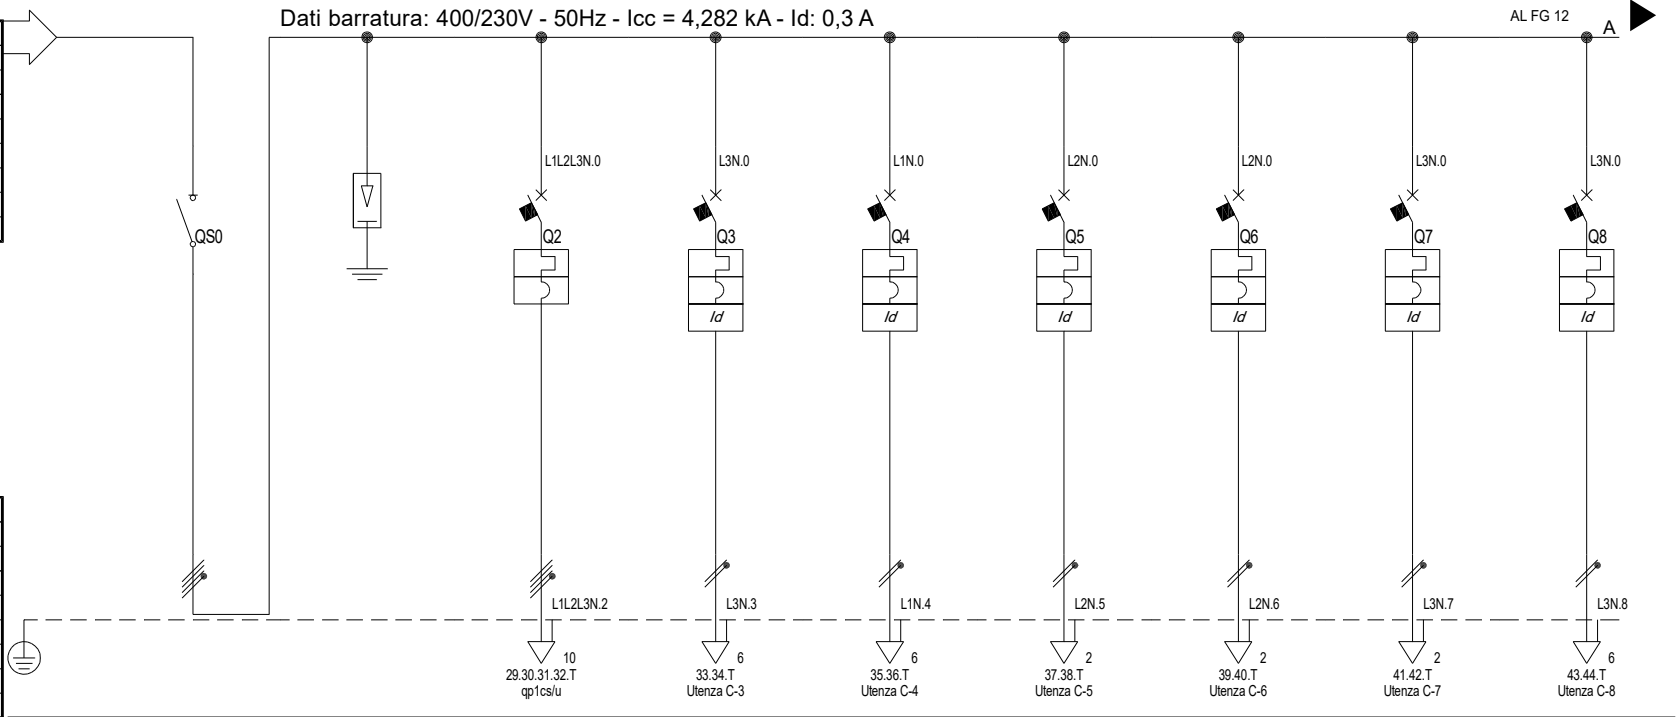 Dati barratura: 400/230V - 50Hz - Icc = 4,282 kA - Id: 0,3 A
AL FG 12
A
L1L2L3N.0
L3N.0
L1N.0
L2N.0
L2N.0
L3N.0
L3N.0
QS0
Q2
Q3
Q4
Q5
Q6
Q7
Q8
Id
Id
Id
Id
Id
Id
L1L2L3N.2
L3N.3
L1N.4
L2N.5
L2N.6
L3N.7
L3N.8
10
6
6
2
2
2
6
29.30.31.32.T
33.34.T
35.36.T
37.38.T
39.40.T
41.42.T
43.44.T
qp1cs/u
Utenza C-3
Utenza C-4
Utenza C-5
Utenza C-6
Utenza C-7
Utenza C-8